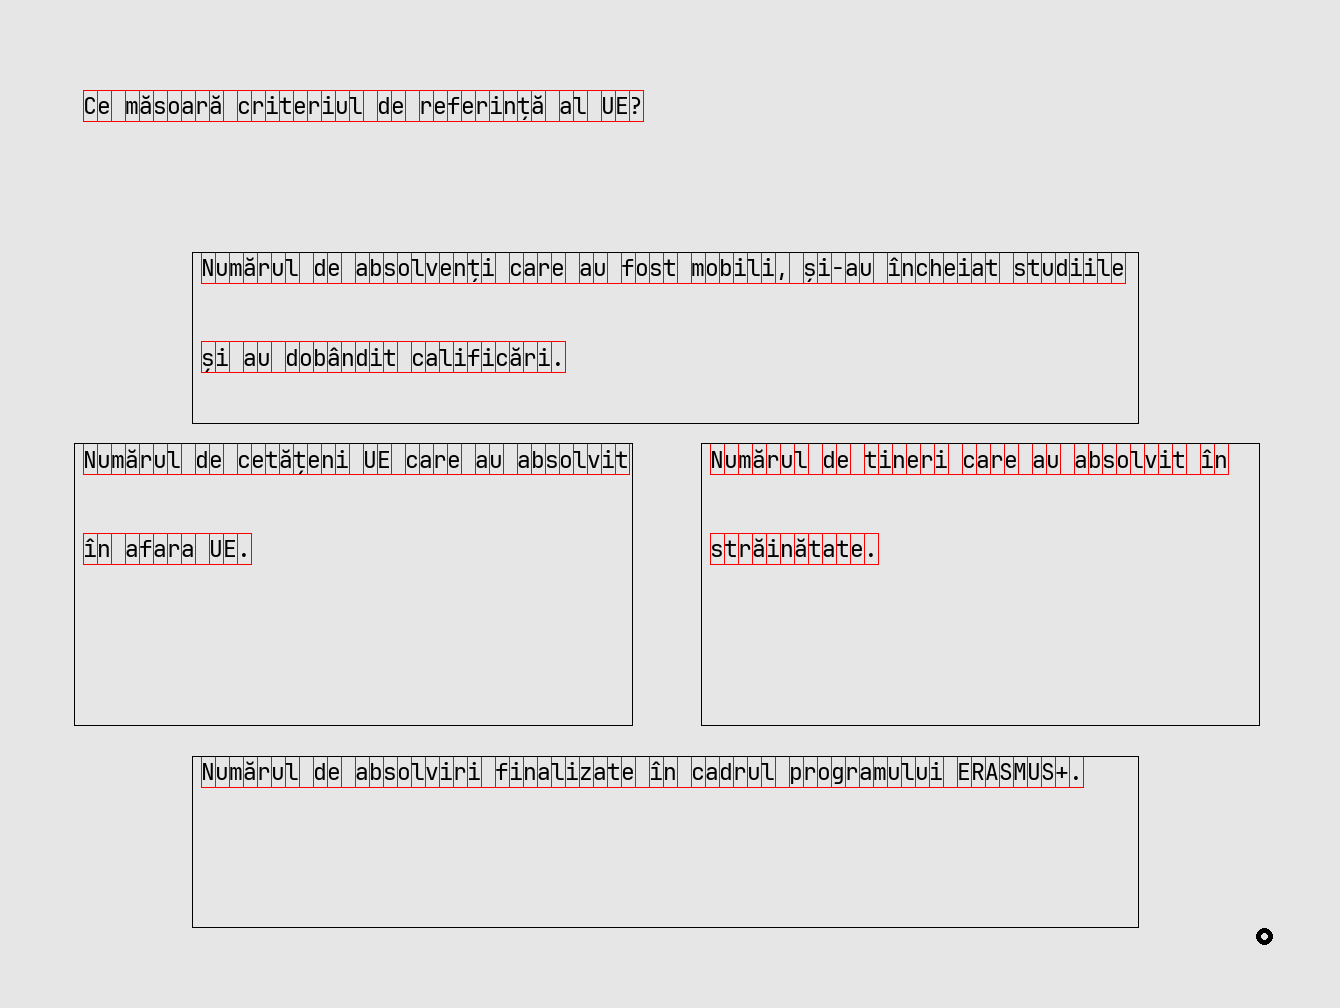 Ce măsoară criteriul de referință al UE?
Numărul de absolvenți care au fost mobili, și-au încheiat studiile
și au dobândit calificări.
Numărul de cetățeni UE care au absolvit
în afara UE.
Numărul de tineri care au absolvit în
străinătate.
Numărul de absolviri finalizate în cadrul programului ERASMUS+.